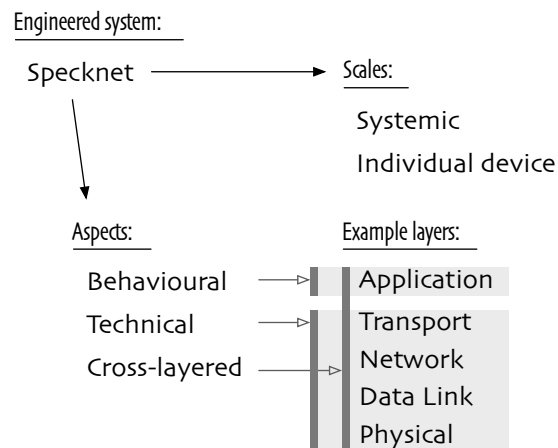 Engineered system:
Specknet
Scales:
Systemic
Individual device
Aspects:
Behavioural
Technical
Cross-layered
Example layers:
Application
Transport
Network
Data Link
Physical